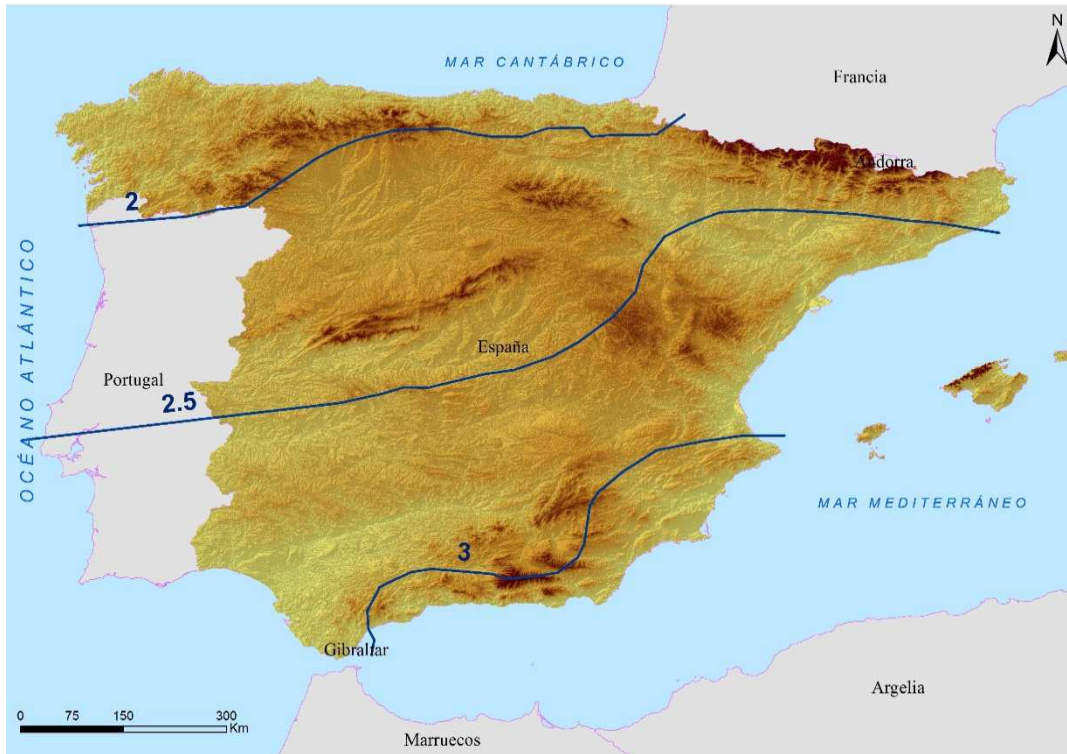 N
MAR CANTÁBRICO
Francia
Andorra
2
OCÉANO ATLÁNTICO
España
Portugal
2.5
MAR MEDITERRÁNEO
3
Gibraltar
Argelia
0 75 150 300
Km
Marruecos